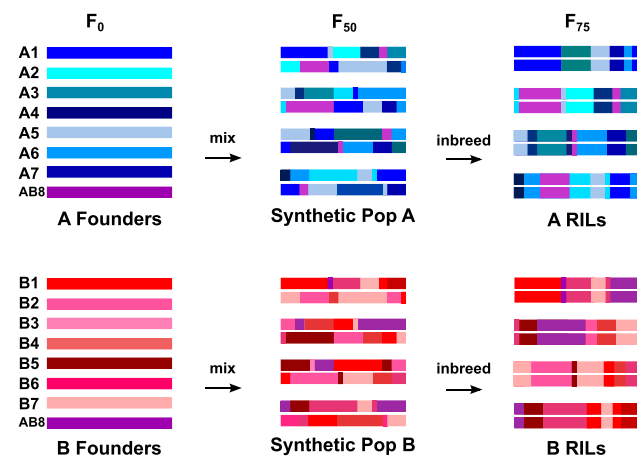 F0
F50
F75
A1
A2
A3
A4
A5
A6
A7
AB8
mix
inbreed
A Founders
Synthetic Pop A
A RILs
B1
B2
B3
B4
B5
B6
B7
AB8
mix
inbreed
B Founders
Synthetic Pop B
B RILs